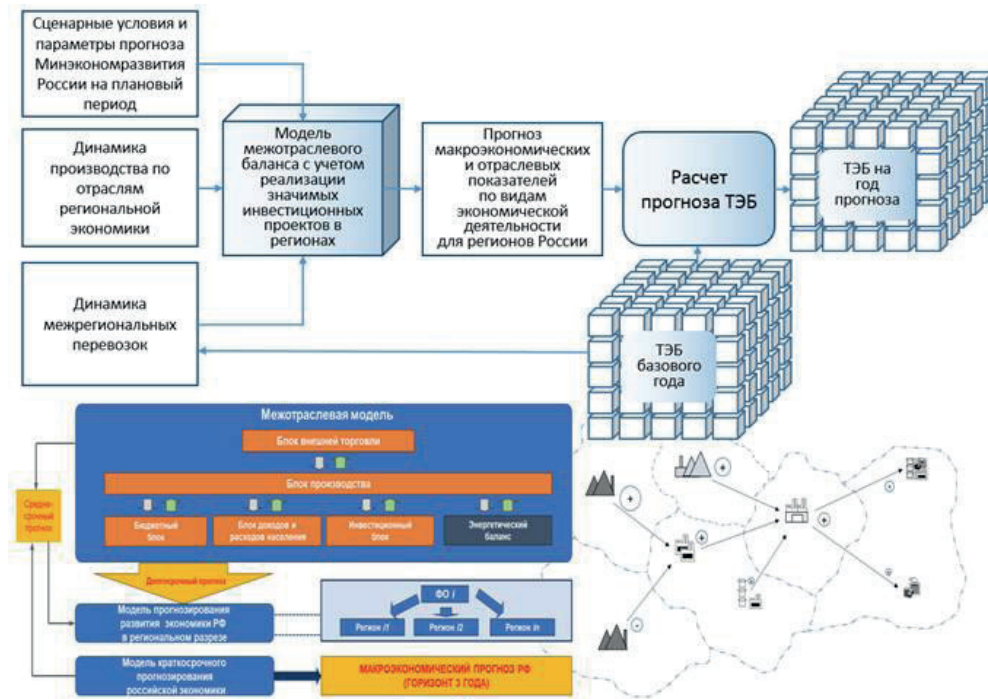 Сценарные условия и
параметры прогноза
Минэкономразвития
России на плановый
период
Динамика
производства по
отраслям
региональной
экономики
Динамика
межрегиональных
перевозок
Модель
межотраслевого
баланса с учетом
реализации
значимых
инвестиционных
проектов в
регионах
Прогноз
макроэкономических
и отраслевых
показателей
по видам
экономической
деятельности
для регионов России
Расчет
прогноза ТЭБ
ТЭБ на
год
прогноза
ТЭБ
базового
года
Межотраслевая модель
Блок внешней торговли
Блок производства
Бюджетный
блок
Блок доходов и
расходов населения
Инвестиционный
блок
Энергетический
баланс
Средне-
срочный
прогноз
Долгосрочный прогноз
Модель прогнозирования
развития экономики РФ
в региональном разрезе
ФО i
Регион i1
Регион i2
Регион in
Модель краткосрочного
прогнозирования
российской экономики
МАКРОЭКОНОМИЧЕСКИЙ ПРОГНОЗ РФ
(ГОРИЗОНТ 3 ГОДА)